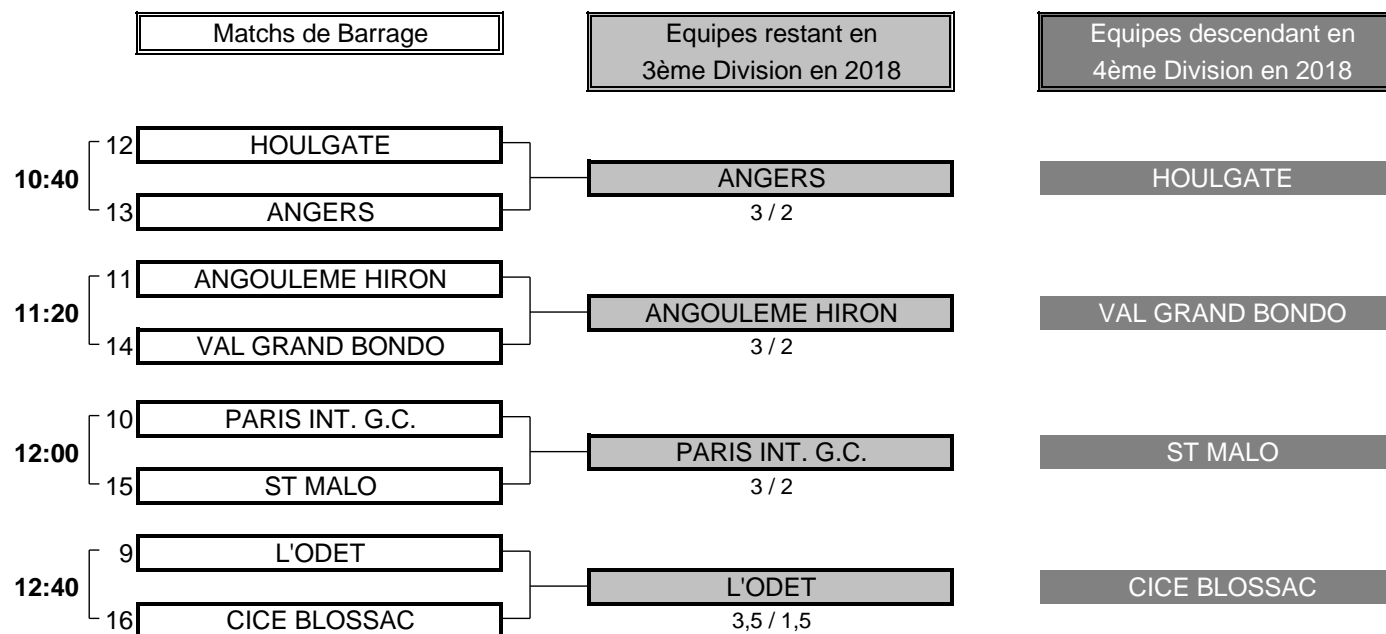 Matchs de Barrage
Equipes restant en
3ème Division en 2018
Equipes descendant en
4ème Division en 2018
10:40
12 HOULGATE
13 ANGERS
ANGERS
3 / 2
HOULGATE
11:20
11 ANGOULEME HIRON
14 VAL GRAND BONDO
ANGOULEME HIRON
3 / 2
VAL GRAND BONDO
12:00
10 PARIS INT. G.C.
15 ST MALO
PARIS INT. G.C.
3 / 2
ST MALO
12:40
9 L'ODET
16 CICE BLOSSAC
L'ODET
3,5 / 1,5
CICE BLOSSAC